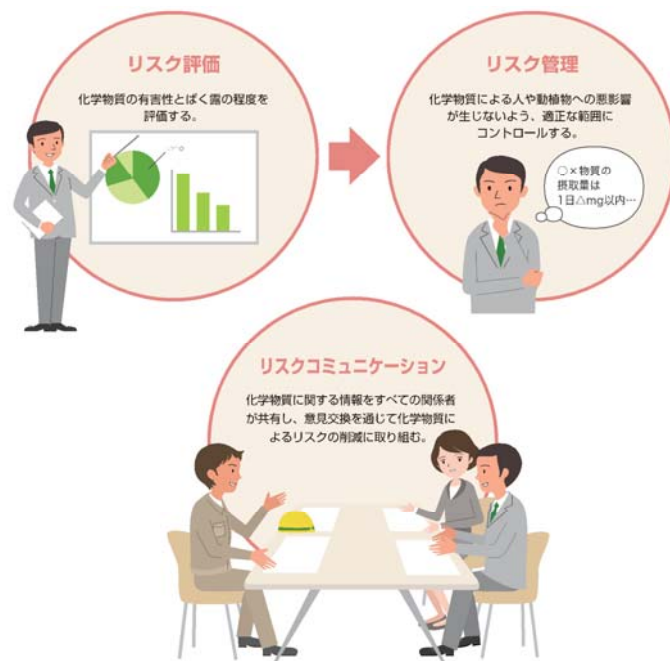 リスク評価
化学物質の有害性とばく露の程度を
評価する。
リスク管理
化学物質による人や動植物への悪影響
が生じないよう、適正な範囲に
コントロールする。
○×物質の
摂取量は
1日△mg以内…
リスクコミュニケーション
化学物質に関する情報をすべての関係者
が共有し、意見交換を通じて化学物質に
よるリスクの削減に取り組む。